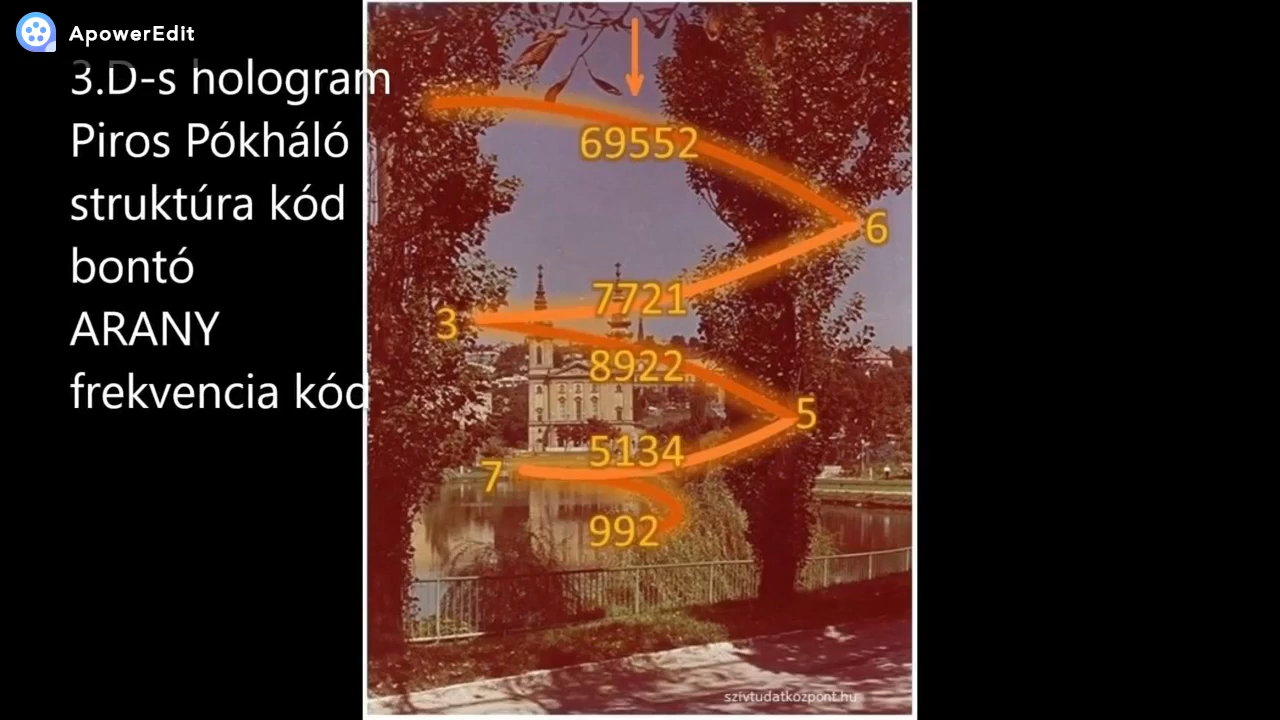 ApowerEdit
3.D-s hologram
Piros Pókháló
struktúra kód
bontó
ARANY
frekvencia kód
69552
6
7721
3
8922
5
5134
7
992
szivtudatkozpont.hu